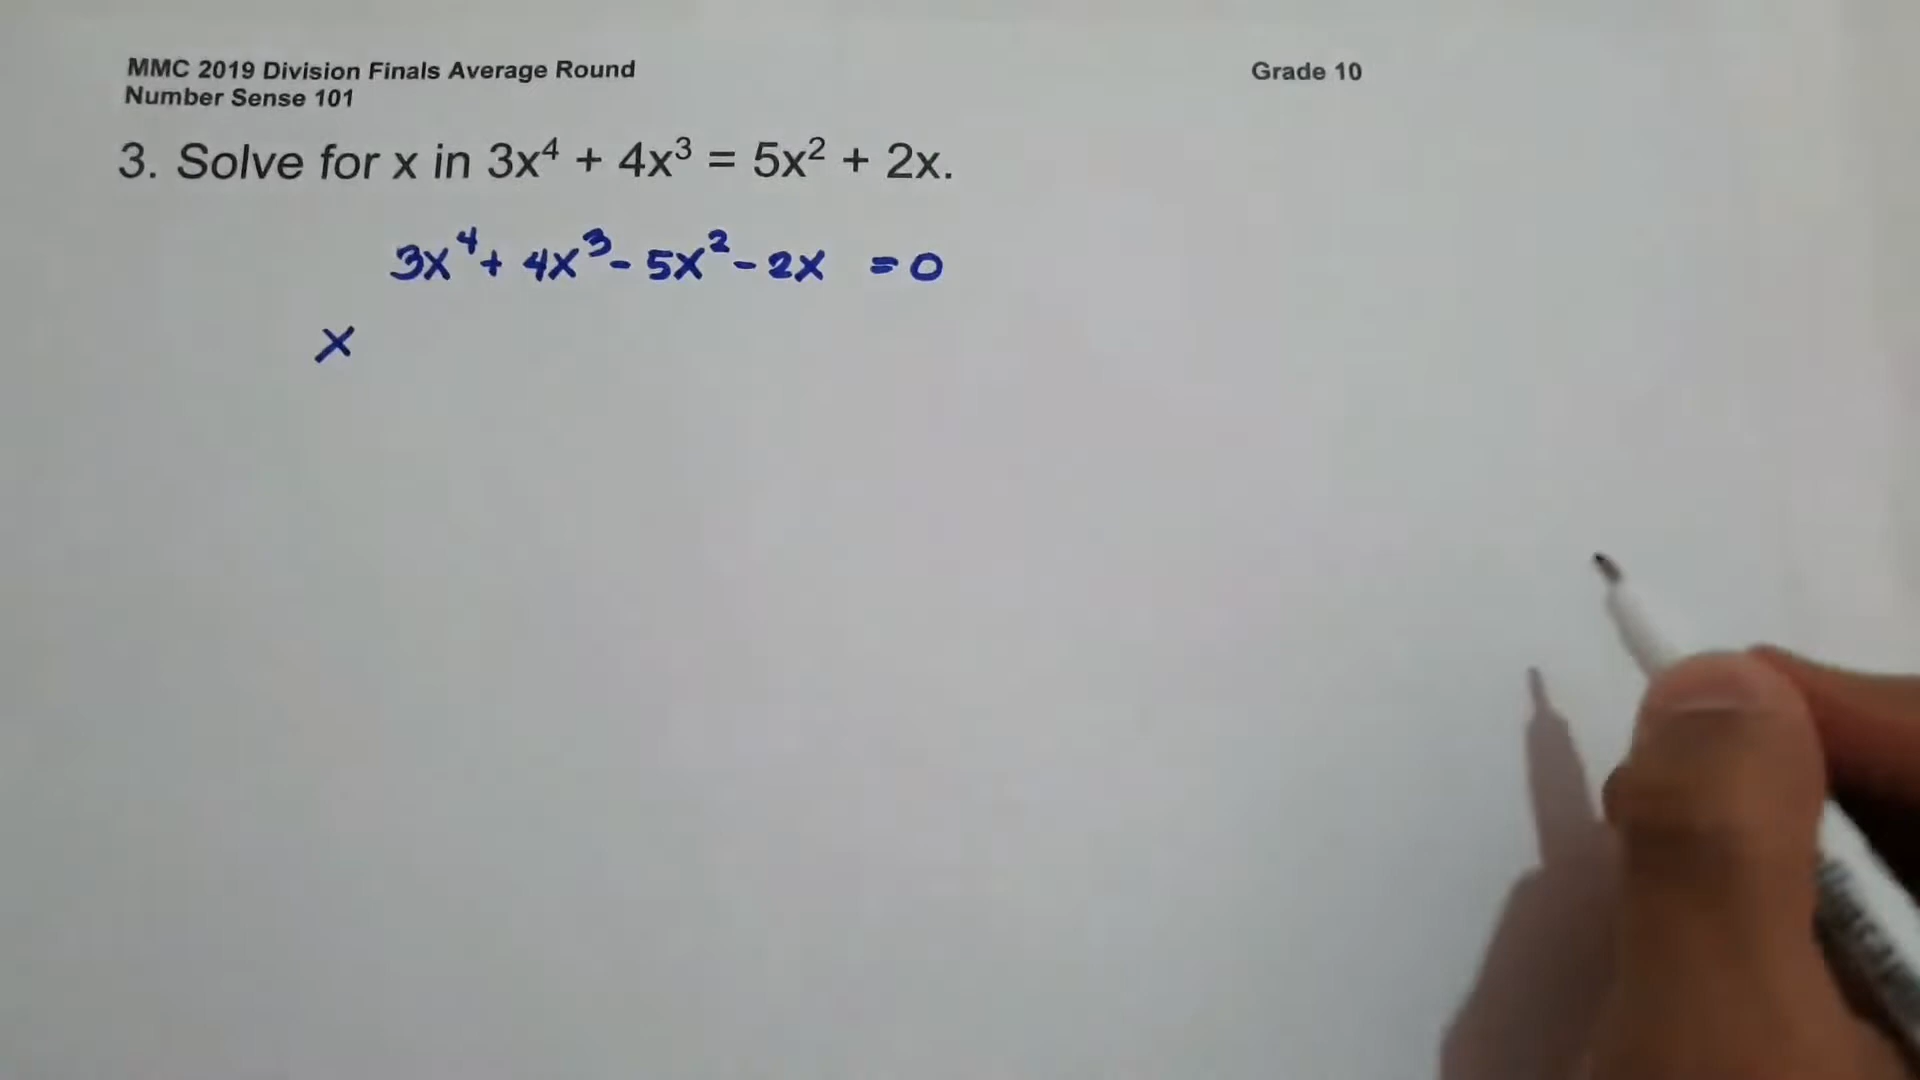 MMC 2019 Division Finals Average Round Grade 10
Number Sense 101
3. Solve for x in 3x⁴ + 4x³ = 5x² + 2x.
3x⁴ + 4x³ - 5x² - 2x = 0
x